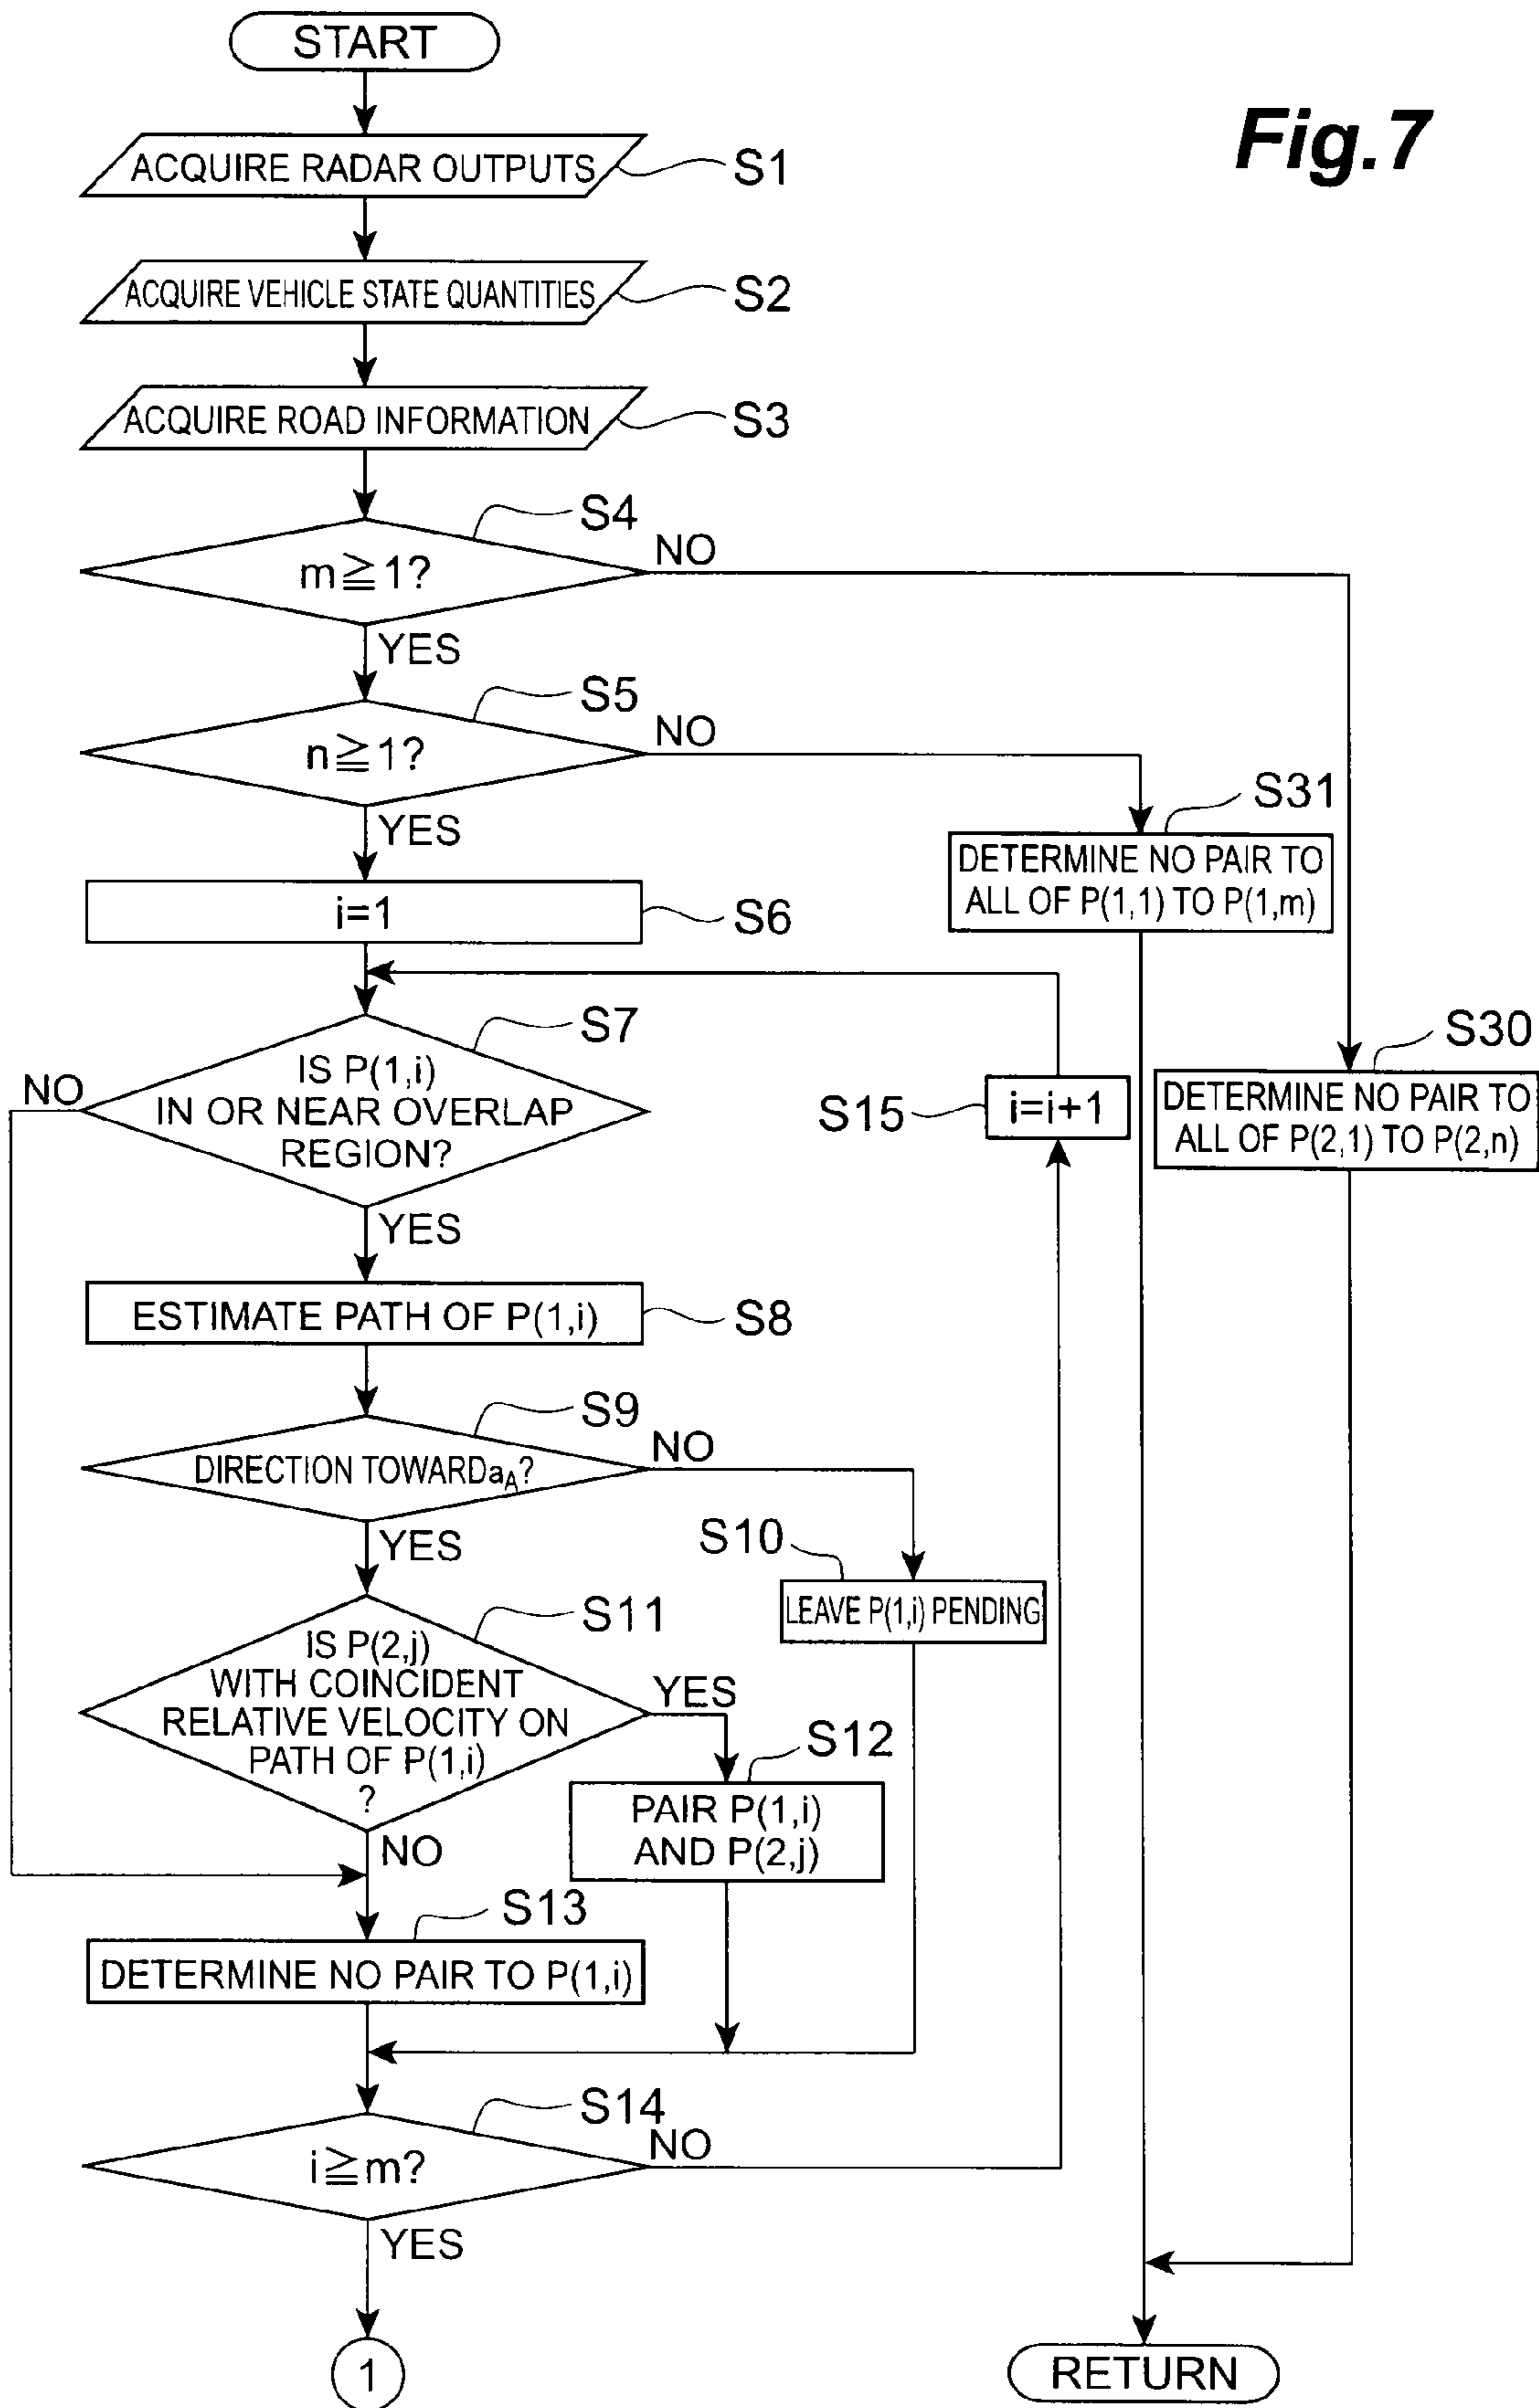 START
Fig.7
ACQUIRE RADAR OUTPUTS
S1
ACQUIRE VEHICLE STATE QUANTITIES
S2
ACQUIRE ROAD INFORMATION
S3
S4
m≧1?
NO
YES
S5
n≧1?
NO
YES
S31
DETERMINE NO PAIR TO
ALL OF P(1,1) TO P(1,m)
i=1
S6
S7
IS P(1,i)
IN OR NEAR OVERLAP
REGION?
NO
YES
S15
i=i+1
S30
DETERMINE NO PAIR TO
ALL OF P(2,1) TO P(2,n)
ESTIMATE PATH OF P(1,i)
S8
S9
DIRECTION TOWARDaA?
NO
YES
S10
LEAVE P(1,i) PENDING
S11
IS P(2,j)
WITH COINCIDENT
RELATIVE VELOCITY ON
PATH OF P(1,i)
?
YES
NO
S12
PAIR P(1,i)
AND P(2,j)
S13
DETERMINE NO PAIR TO P(1,i)
S14
i≧m?
NO
YES
1
RETURN